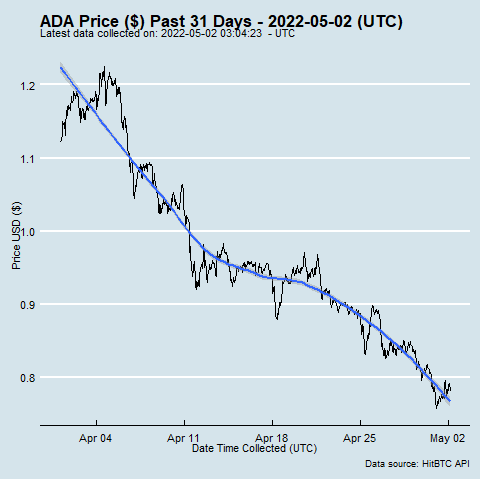 ADA Price ($) Past 31 Days - 2022-05-02 (UTC)
Latest data collected on: 2022-05-02 03:04:23 - UTC
1.2
1.1
1.0
0.9
0.8
Price USD ($)
Apr 04 Apr 11 Apr 18 Apr 25 May 02
Date Time Collected (UTC)
Data source: HitBTC API